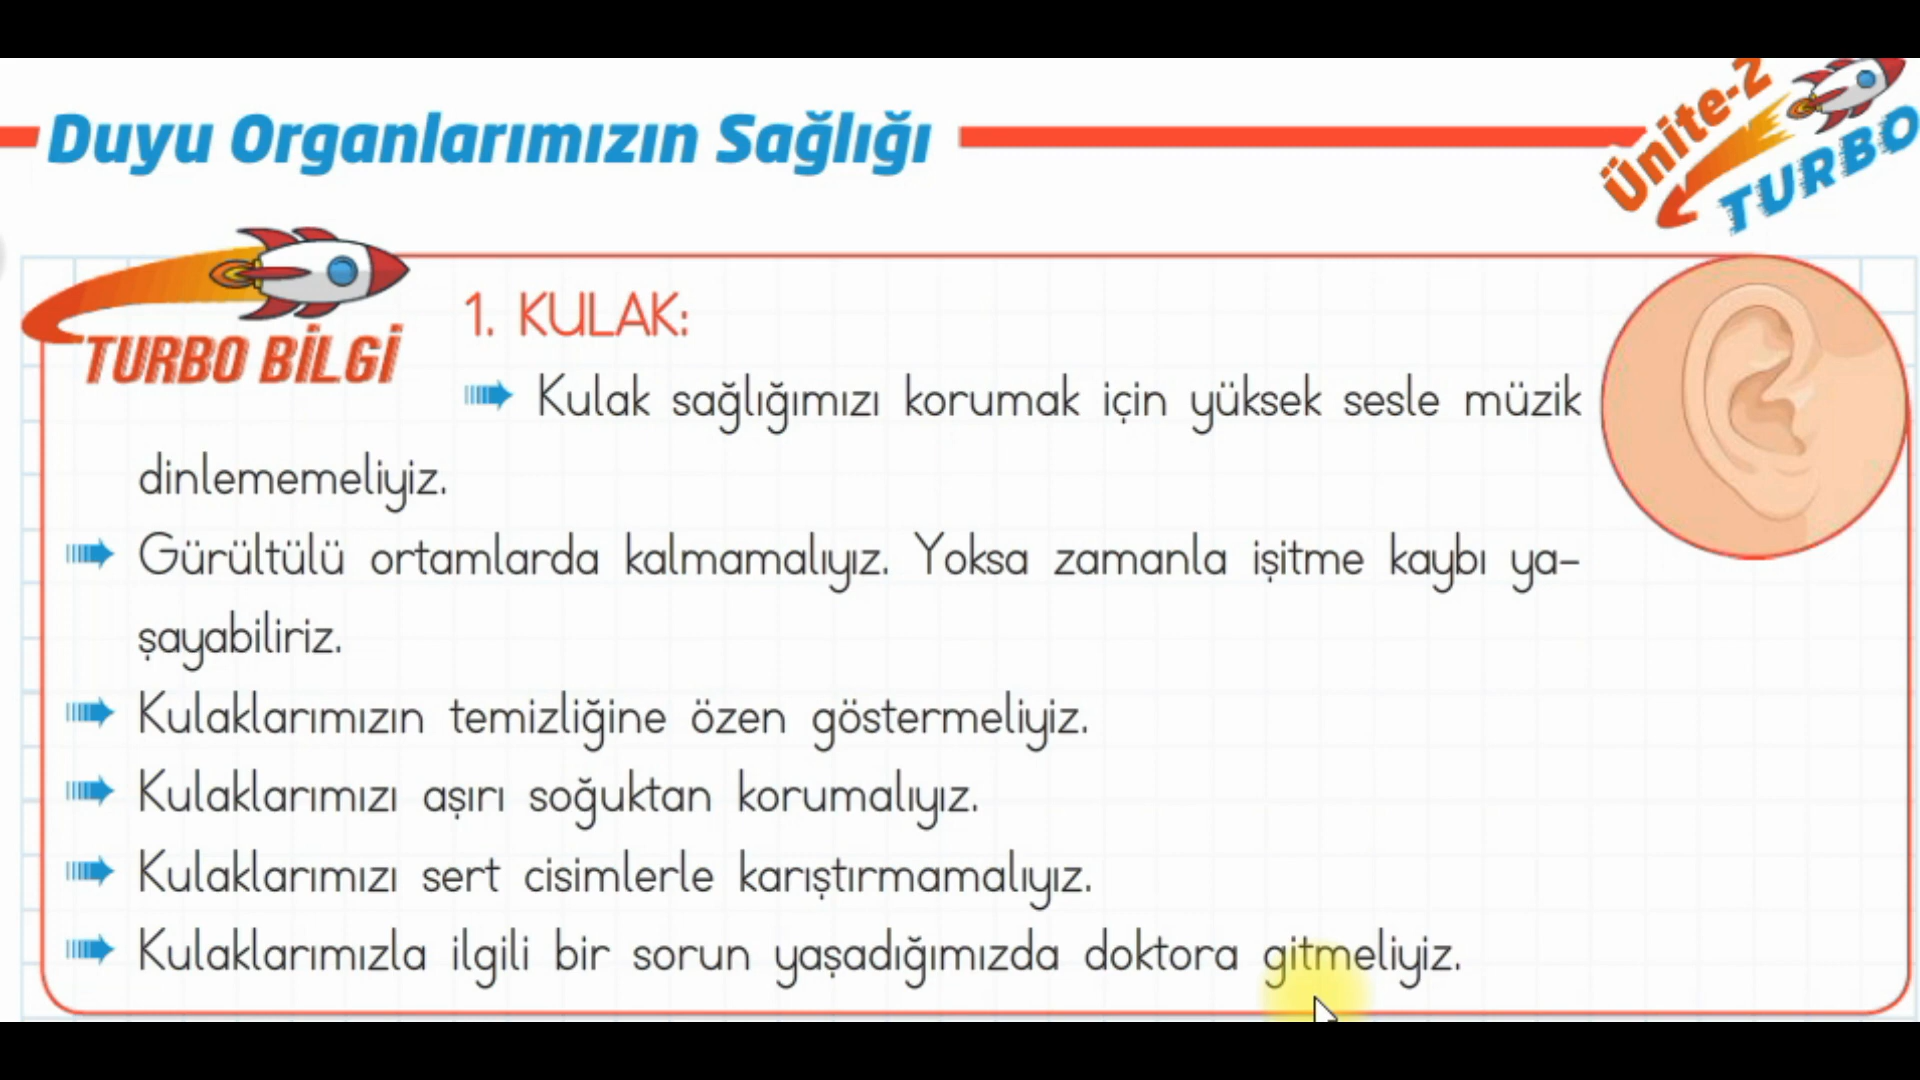 Duyu Organlarımızın Sağlığı
Ünite-2
TURBO
TURBO BİLGİ
1. KULAK:
Kulak sağlığımızı korumak için yüksek sesle müzik
dinlememeliyiz.
Gürültülü ortamlarda kalmamalıyız. Yoksa zamanla işitme kaybı ya-
şayabiliriz.
Kulaklarımızın temizliğine özen göstermeliyiz.
Kulaklarımızı aşırı soğuktan korumalıyız.
Kulaklarımızı sert cisimlerle karıştırmamalıyız.
Kulaklarımızla ilgili bir sorun yaşadığımızda doktora gitmeliyiz.